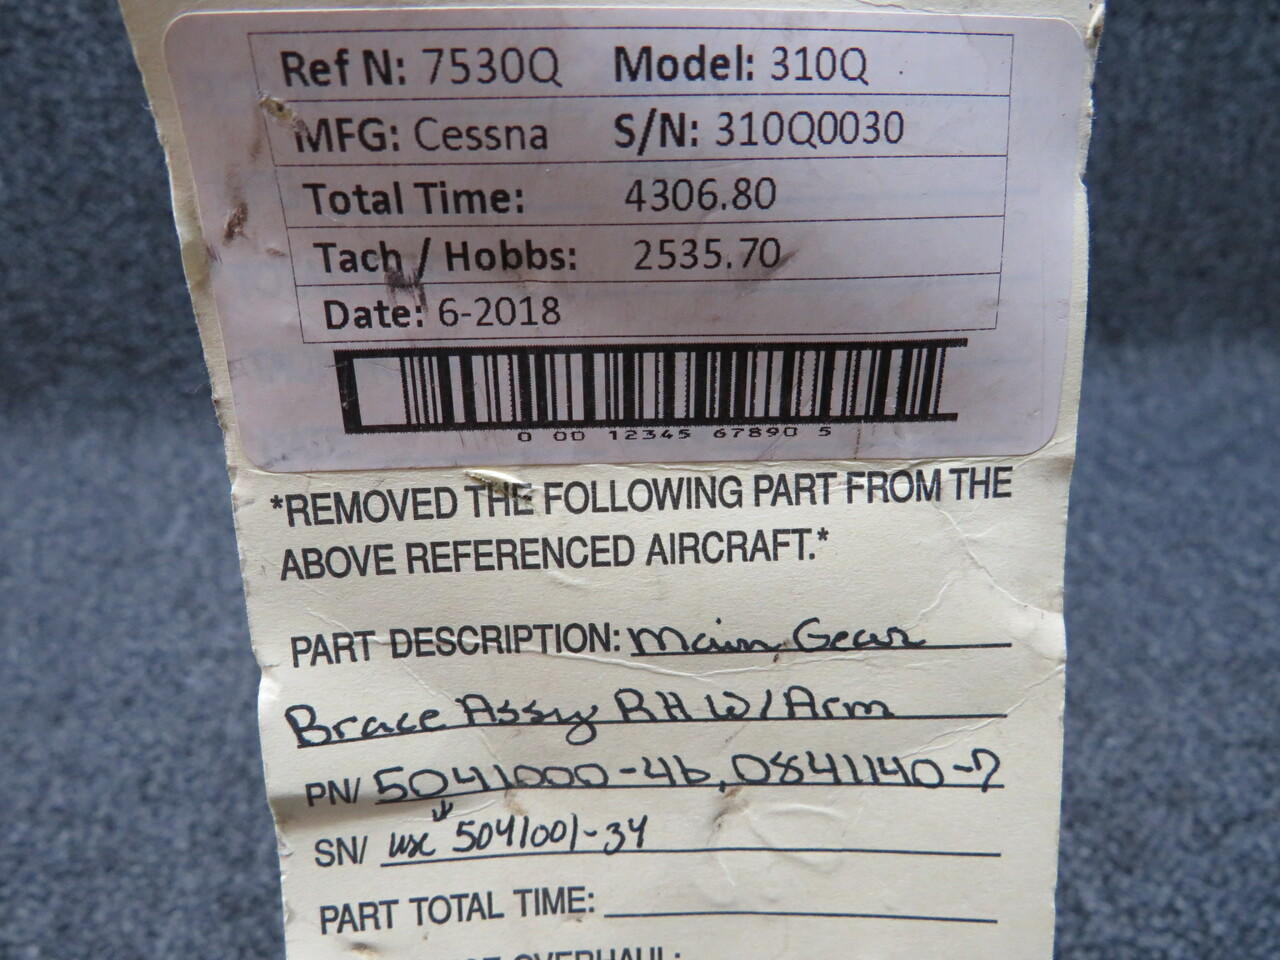 Ref N: 7530Q Model: 310Q
MFG: Cessna S/N: 310Q0030
Total Time: 4306.80
Tach / Hobbs: 2535.70
Date: 6-2018
0 00 12345 67890 5
*REMOVED THE FOLLOWING PART FROM THE
ABOVE REFERENCED AIRCRAFT.*
PART DESCRIPTION: Main Gear
Brace Assy RH W/Arm
PN/ 5041000-46, 0841140-7
SN/ use 5041001-34
PART TOTAL TIME:
OVERHAUL: